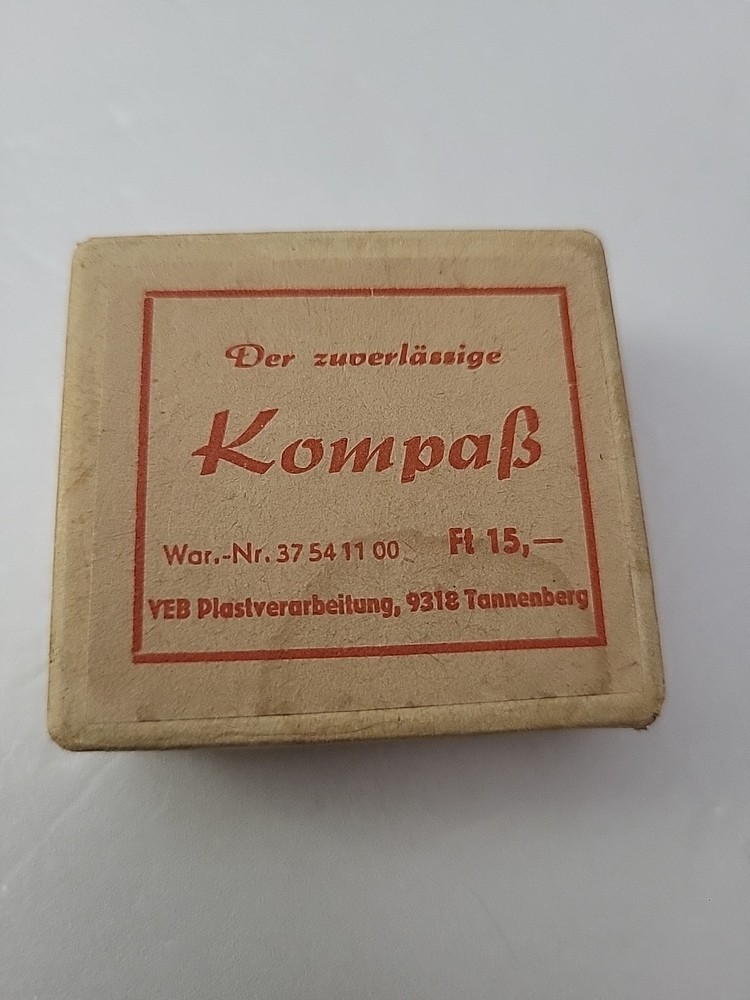 Der zuverlässige
Kompaß
War.-Nr. 37 54 11 00 Ft 15,—
VEB Plastverarbeitung, 9318 Tannenberg